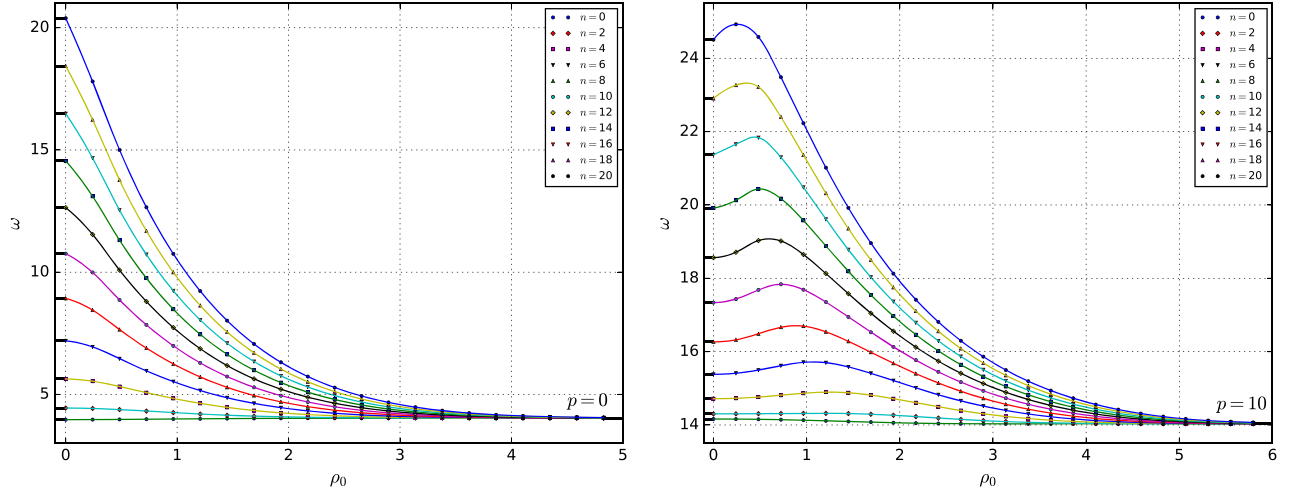 20
15
10
5
ω
0
1
2
3
4
5
ρ₀
p = 0
n = 0
n = 2
n = 4
n = 6
n = 8
n = 10
n = 12
n = 14
n = 16
n = 18
n = 20
24
22
20
18
16
14
ω
0
1
2
3
4
5
6
ρ₀
p = 10
n = 0
n = 2
n = 4
n = 6
n = 8
n = 10
n = 12
n = 14
n = 16
n = 18
n = 20